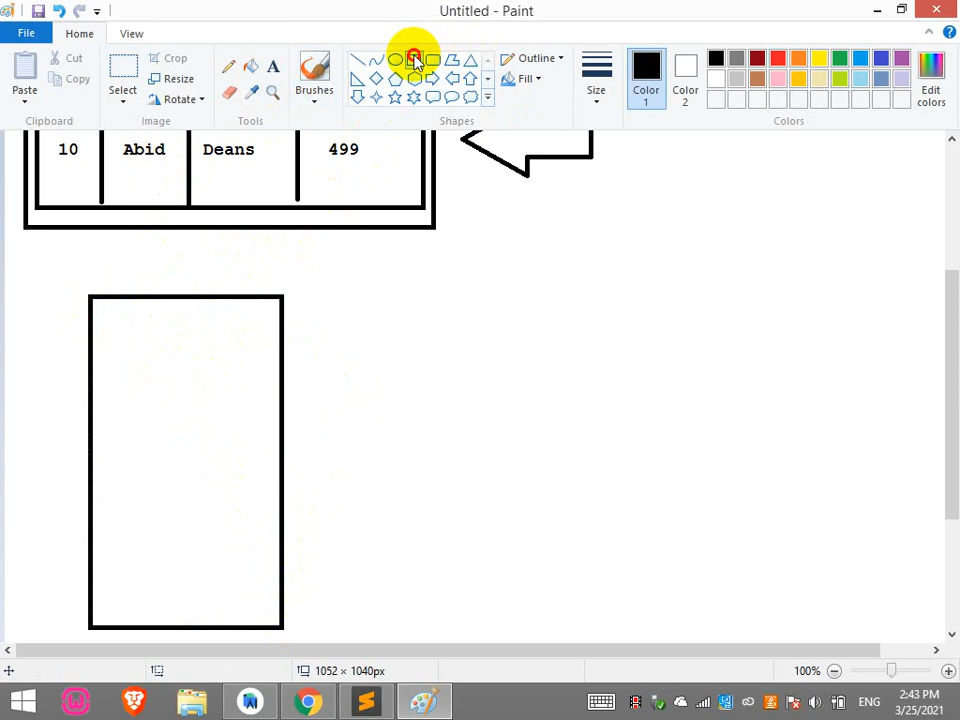 Untitled - Paint
File Home View
Paste
Cut
Copy
Clipboard
Select
Crop
Resize
Rotate
Image
A
Tools
Brushes
Shapes
Outline
Fill
Size
Color 1
Color 2
Edit colors
Colors
10 Abid Deans 499
1052 × 1040px
100%
ENG
2:43 PM
3/25/2021